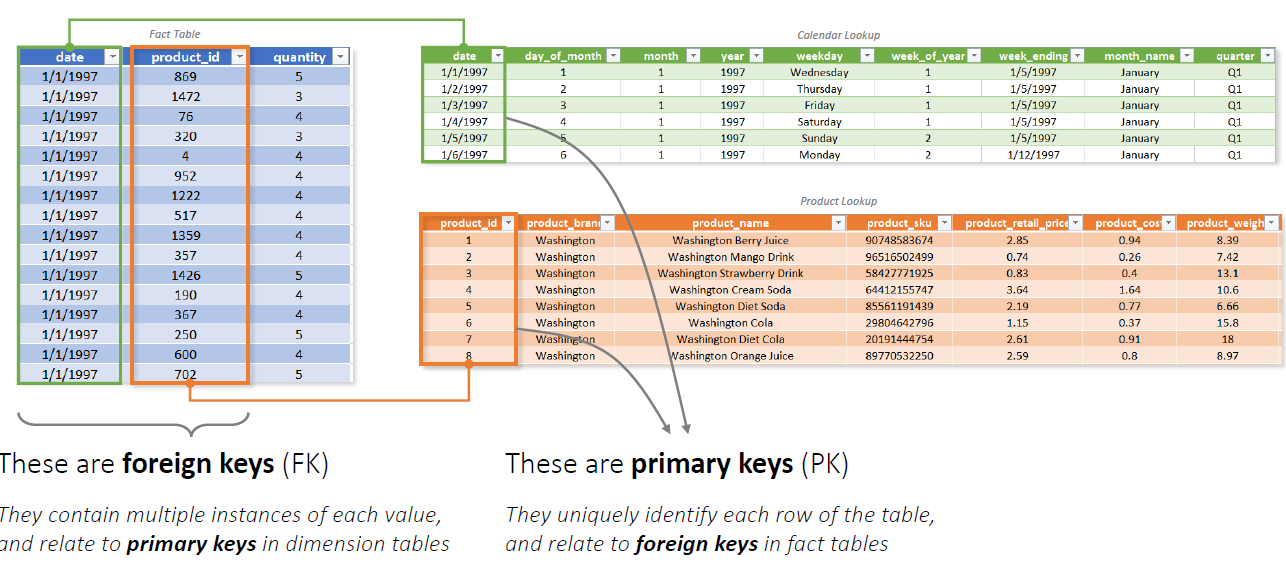 Fact Table
date product_id quantity
1/1/1997 869 5
1/1/1997 1472 3
1/1/1997 76 4
1/1/1997 320 3
1/1/1997 4 4
1/1/1997 952 4
1/1/1997 1222 4
1/1/1997 517 4
1/1/1997 1359 4
1/1/1997 357 4
1/1/1997 1426 5
1/1/1997 190 4
1/1/1997 367 4
1/1/1997 250 5
1/1/1997 600 4
1/1/1997 702 5
Calendar Lookup
date day_of_month month year weekday week_of_year week_ending month_name quarter
1/1/1997 1 1 1997 Wednesday 1 1/5/1997 January Q1
1/2/1997 2 1 1997 Thursday 1 1/5/1997 January Q1
1/3/1997 3 1 1997 Friday 1 1/5/1997 January Q1
1/4/1997 4 1 1997 Saturday 1 1/5/1997 January Q1
1/5/1997 5 1 1997 Sunday 2 1/5/1997 January Q1
1/6/1997 6 1 1997 Monday 2 1/12/1997 January Q1
Product Lookup
product_id product_brand product_name product_sku product_retail_price product_cost product_weigh
1 Washington Washington Berry Juice 90748583674 2.85 0.94 8.39
2 Washington Washington Mango Drink 96516502499 0.74 0.26 7.42
3 Washington Washington Strawberry Drink 58427771925 0.83 0.4 13.1
4 Washington Washington Cream Soda 64412155747 3.64 1.64 10.6
5 Washington Washington Diet Soda 85561191439 2.19 0.77 6.66
6 Washington Washington Cola 29804642796 1.15 0.37 15.8
7 Washington Washington Diet Cola 20191444754 2.61 0.91 18
8 Washington Washington Orange Juice 89770532250 2.59 0.8 8.97
These are foreign keys (FK)
They contain multiple instances of each value,
and relate to primary keys in dimension tables
These are primary keys (PK)
They uniquely identify each row of the table,
and relate to foreign keys in fact tables